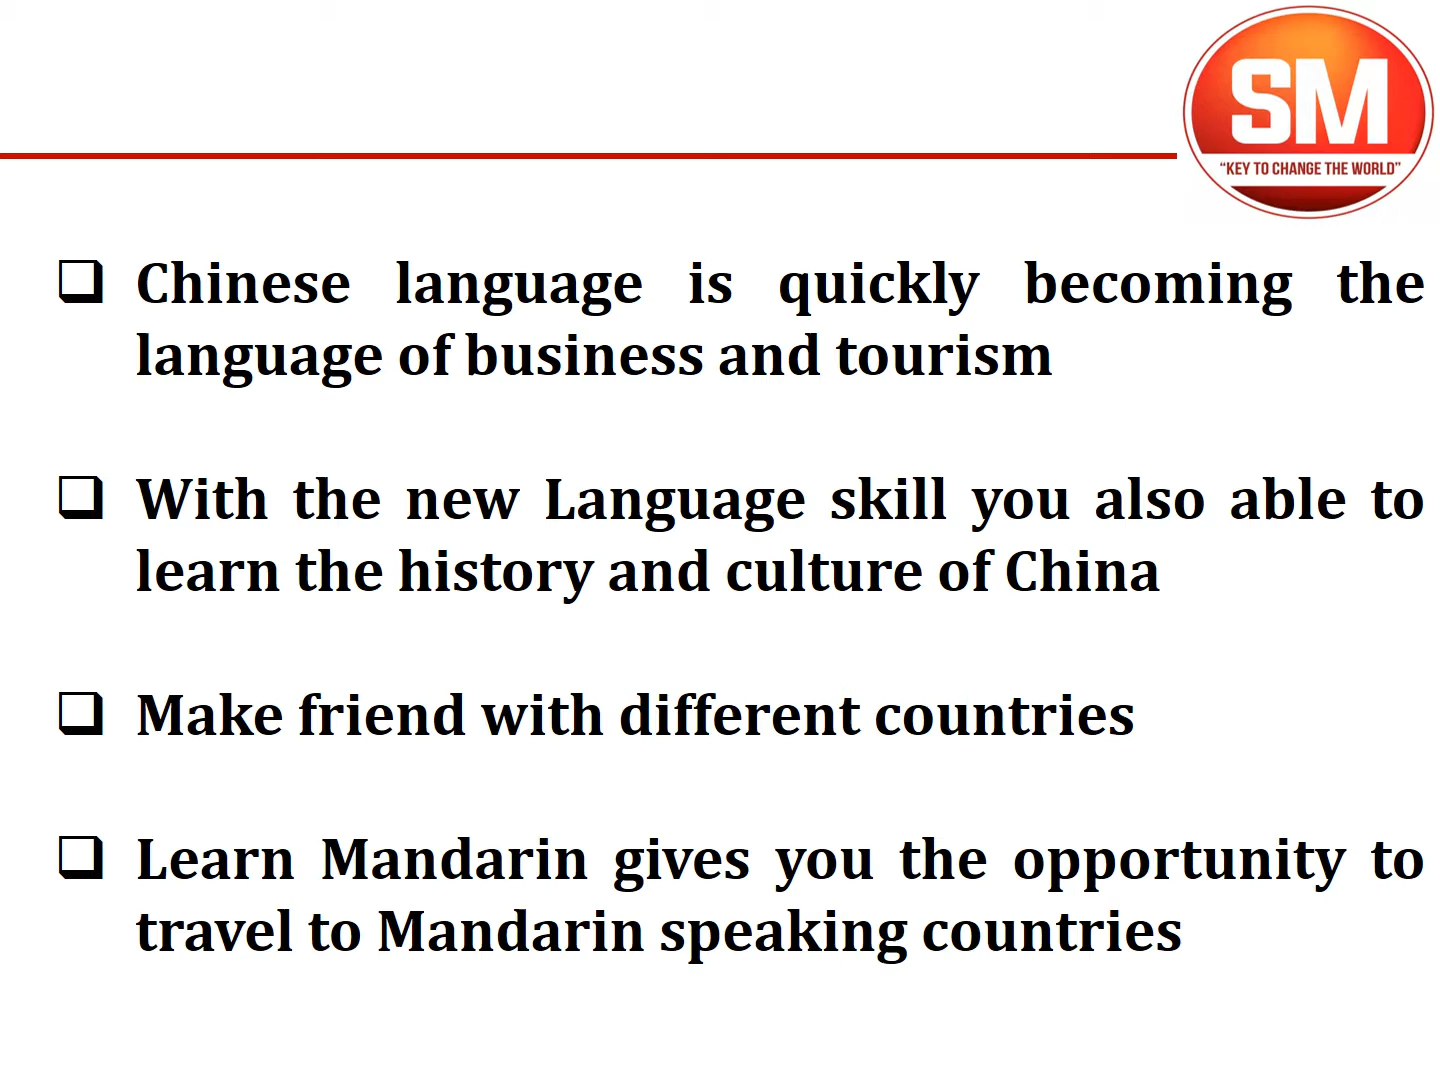 SM
“KEY TO CHANGE THE WORLD”
Chinese language is quickly becoming the
language of business and tourism
With the new Language skill you also able to
learn the history and culture of China
Make friend with different countries
Learn Mandarin gives you the opportunity to
travel to Mandarin speaking countries